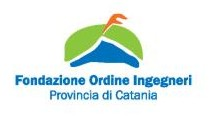 Fondazione Ordine Ingegneri
Provincia di Catania